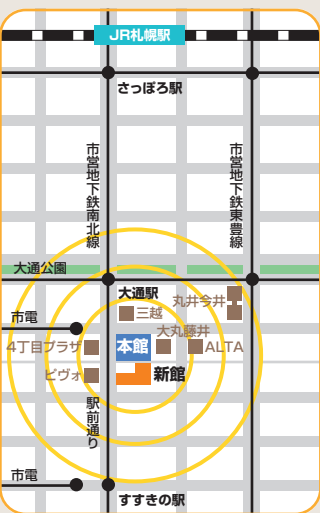 JR札幌駅
さっぽろ駅
市営地下鉄南北線
市営地下鉄東豊線
大通公園
大通駅
丸井今井
三越
市電
大丸藤井
4丁目プラザ
本館
ALTA
ピヴォ
新館
駅前通り
市電
すすきの駅